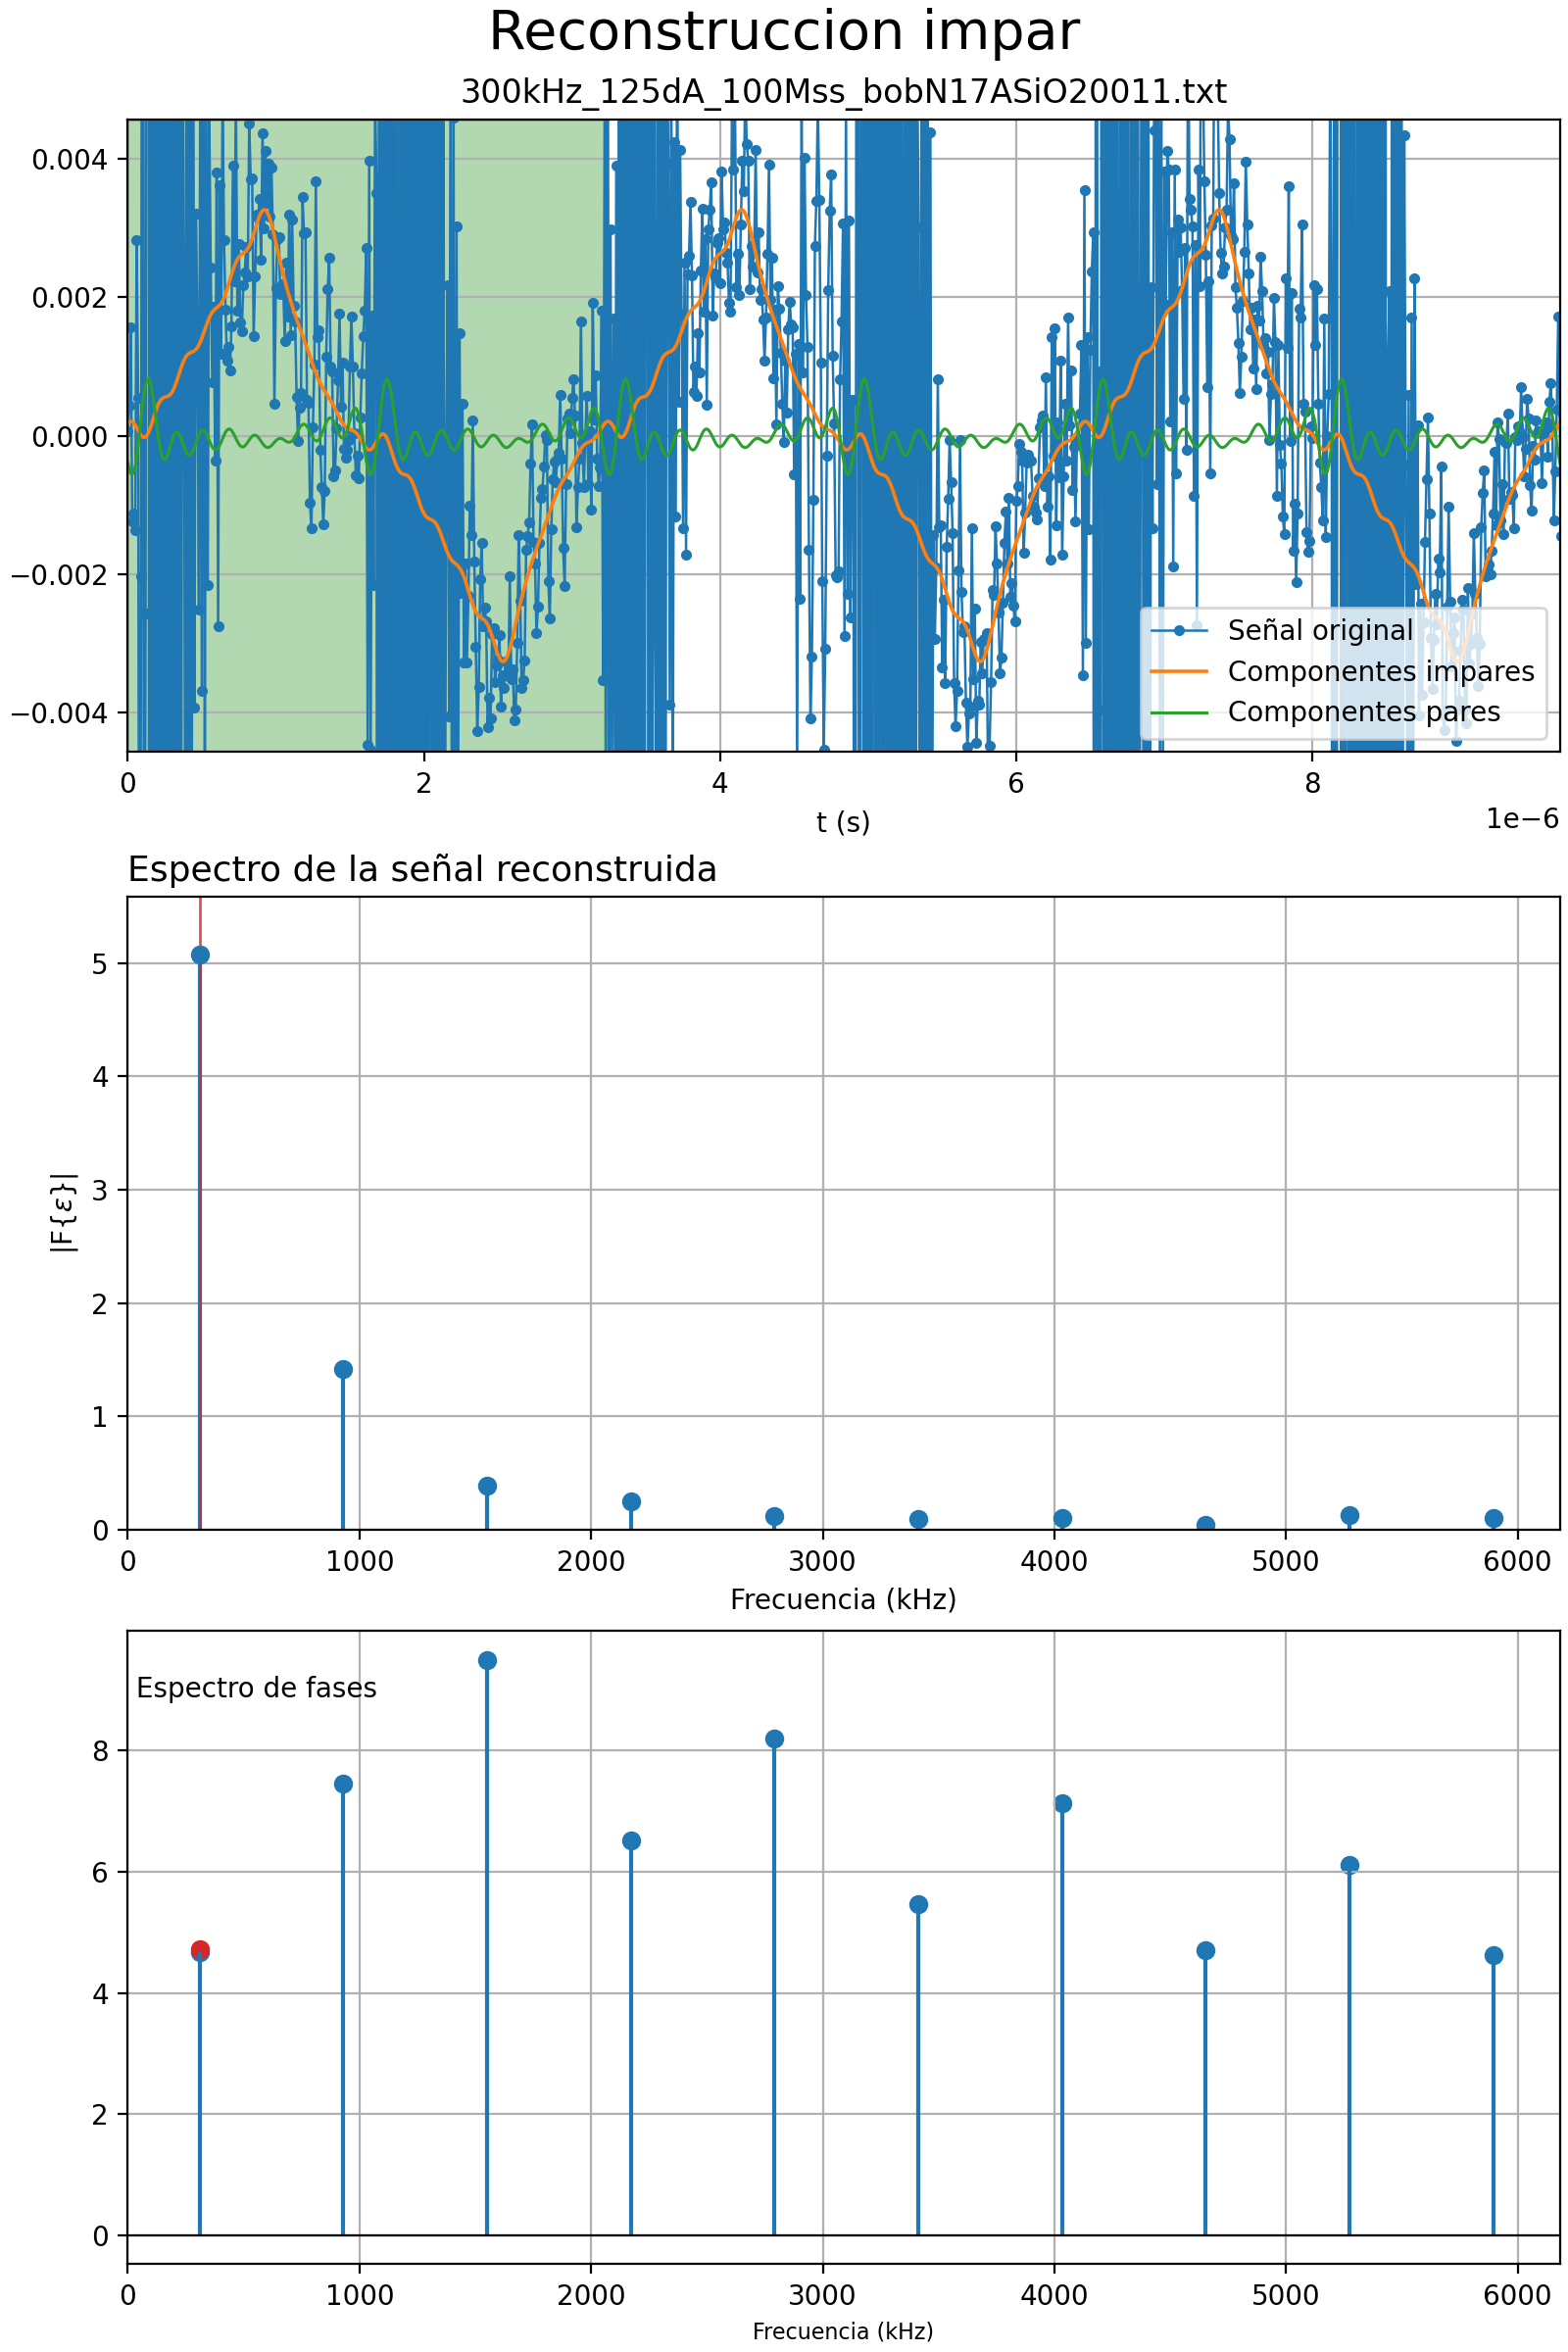 Reconstruccion impar
300kHz_125dA_100Mss_bobN17ASiO20011.txt
0.004
0.002
0.000
−0.002
−0.004
Señal original
Componentes impares
Componentes pares
0 2 4 6 8
1e−6
t (s)
Espectro de la señal reconstruida
5
4
3
2
1
0
|F{ε}|
0 1000 2000 3000 4000 5000 6000
Frecuencia (kHz)
Espectro de fases
8
6
4
2
0
0 1000 2000 3000 4000 5000 6000
Frecuencia (kHz)